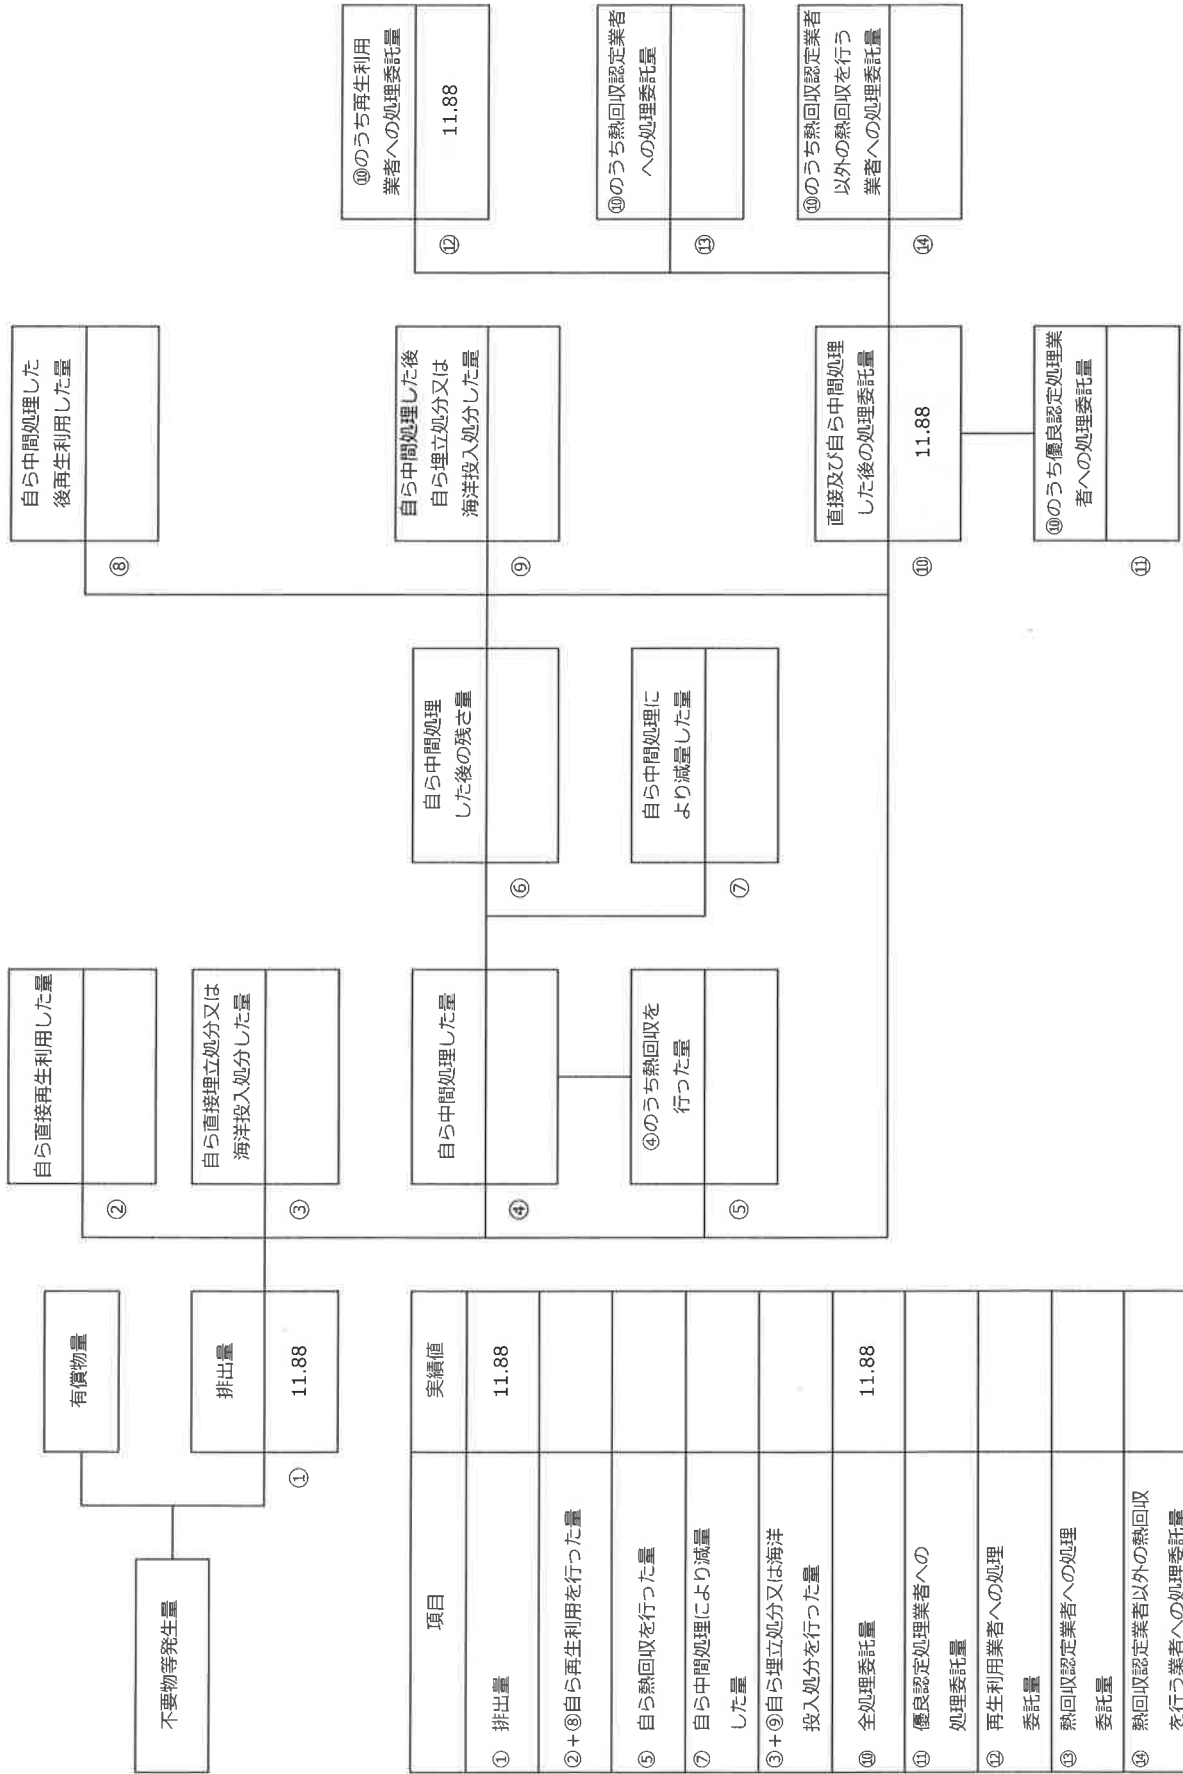 不要物等発生量
有償物量
排出量
①
11.88
自ら直接再生利用した量
②
自ら直接埋立処分又は
海洋投入処分した量
③
自ら中間処理した量
④
④のうち熱回収を
行った量
⑤
自ら中間処理
した後の残さ量
⑥
自ら中間処理に
より減量した量
⑦
自ら中間処理した
後再生利用した量
⑧
自ら中間処理した後
自ら埋立処分又は
海洋投入処分した量
⑨
直接及び自ら中間処理
した後の処理委託量
⑩
11.88
⑩のうち優良認定処理業
者への処理委託量
⑪
⑩のうち再生利用
業者への処理委託量
⑫
11.88
⑩のうち熱回収認定業者
への処理委託量
⑬
⑩のうち熱回収認定業者
以外の熱回収を行う
業者への処理委託量
⑭
項目 実績値
① 排出量 11.88
②+⑧自ら再生利用を行った量
⑤ 自ら熱回収を行った量
⑦ 自ら中間処理により減量
した量
③+⑨自ら埋立処分又は海洋
投入処分を行った量
⑩ 全処理委託量 11.88
⑪ 優良認定処理業者への
処理委託量
⑫ 再生利用業者への処理
委託量
⑬ 熱回収認定業者への処理
委託量
⑭ 熱回収認定業者以外の熱回収
を行う業者への処理委託量